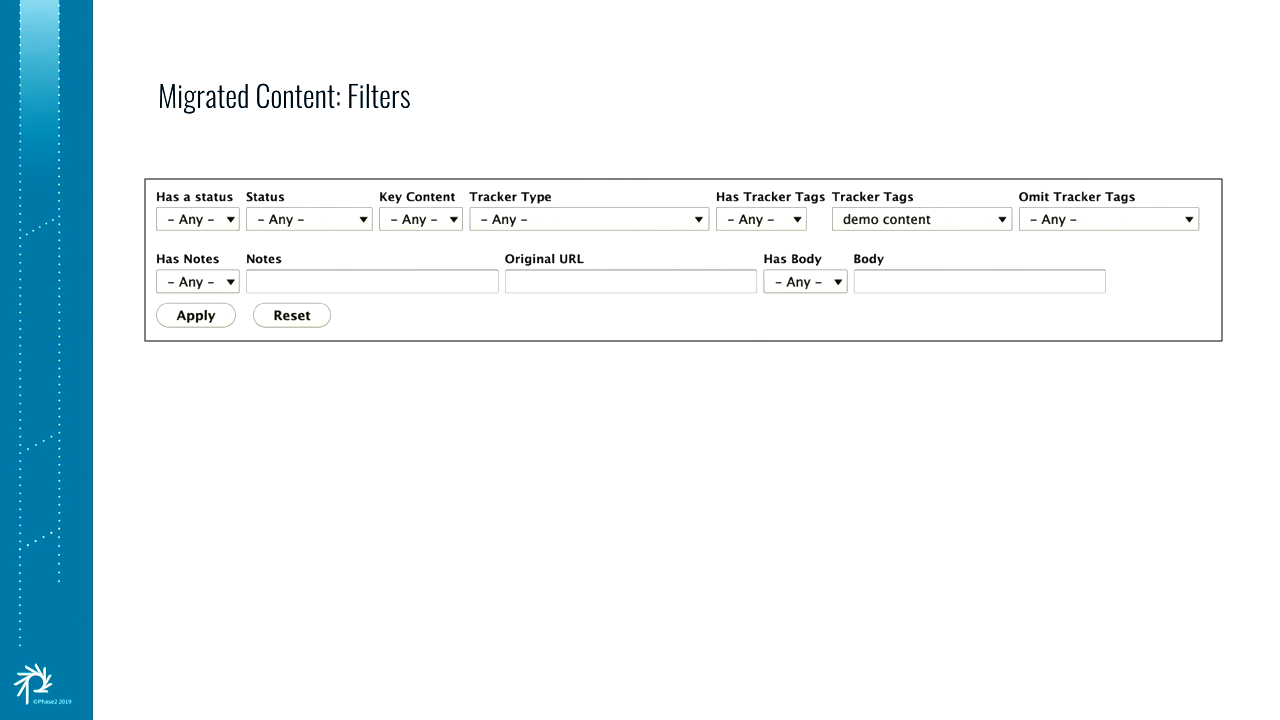 Migrated Content: Filters
Has a status Status Key Content Tracker Type Has Tracker Tags Tracker Tags Omit Tracker Tags
– Any – – Any – – Any – – Any – – Any – demo content – Any –
Has Notes Notes Original URL Has Body Body
– Any – – Any –
Apply Reset
©Phase2 2019